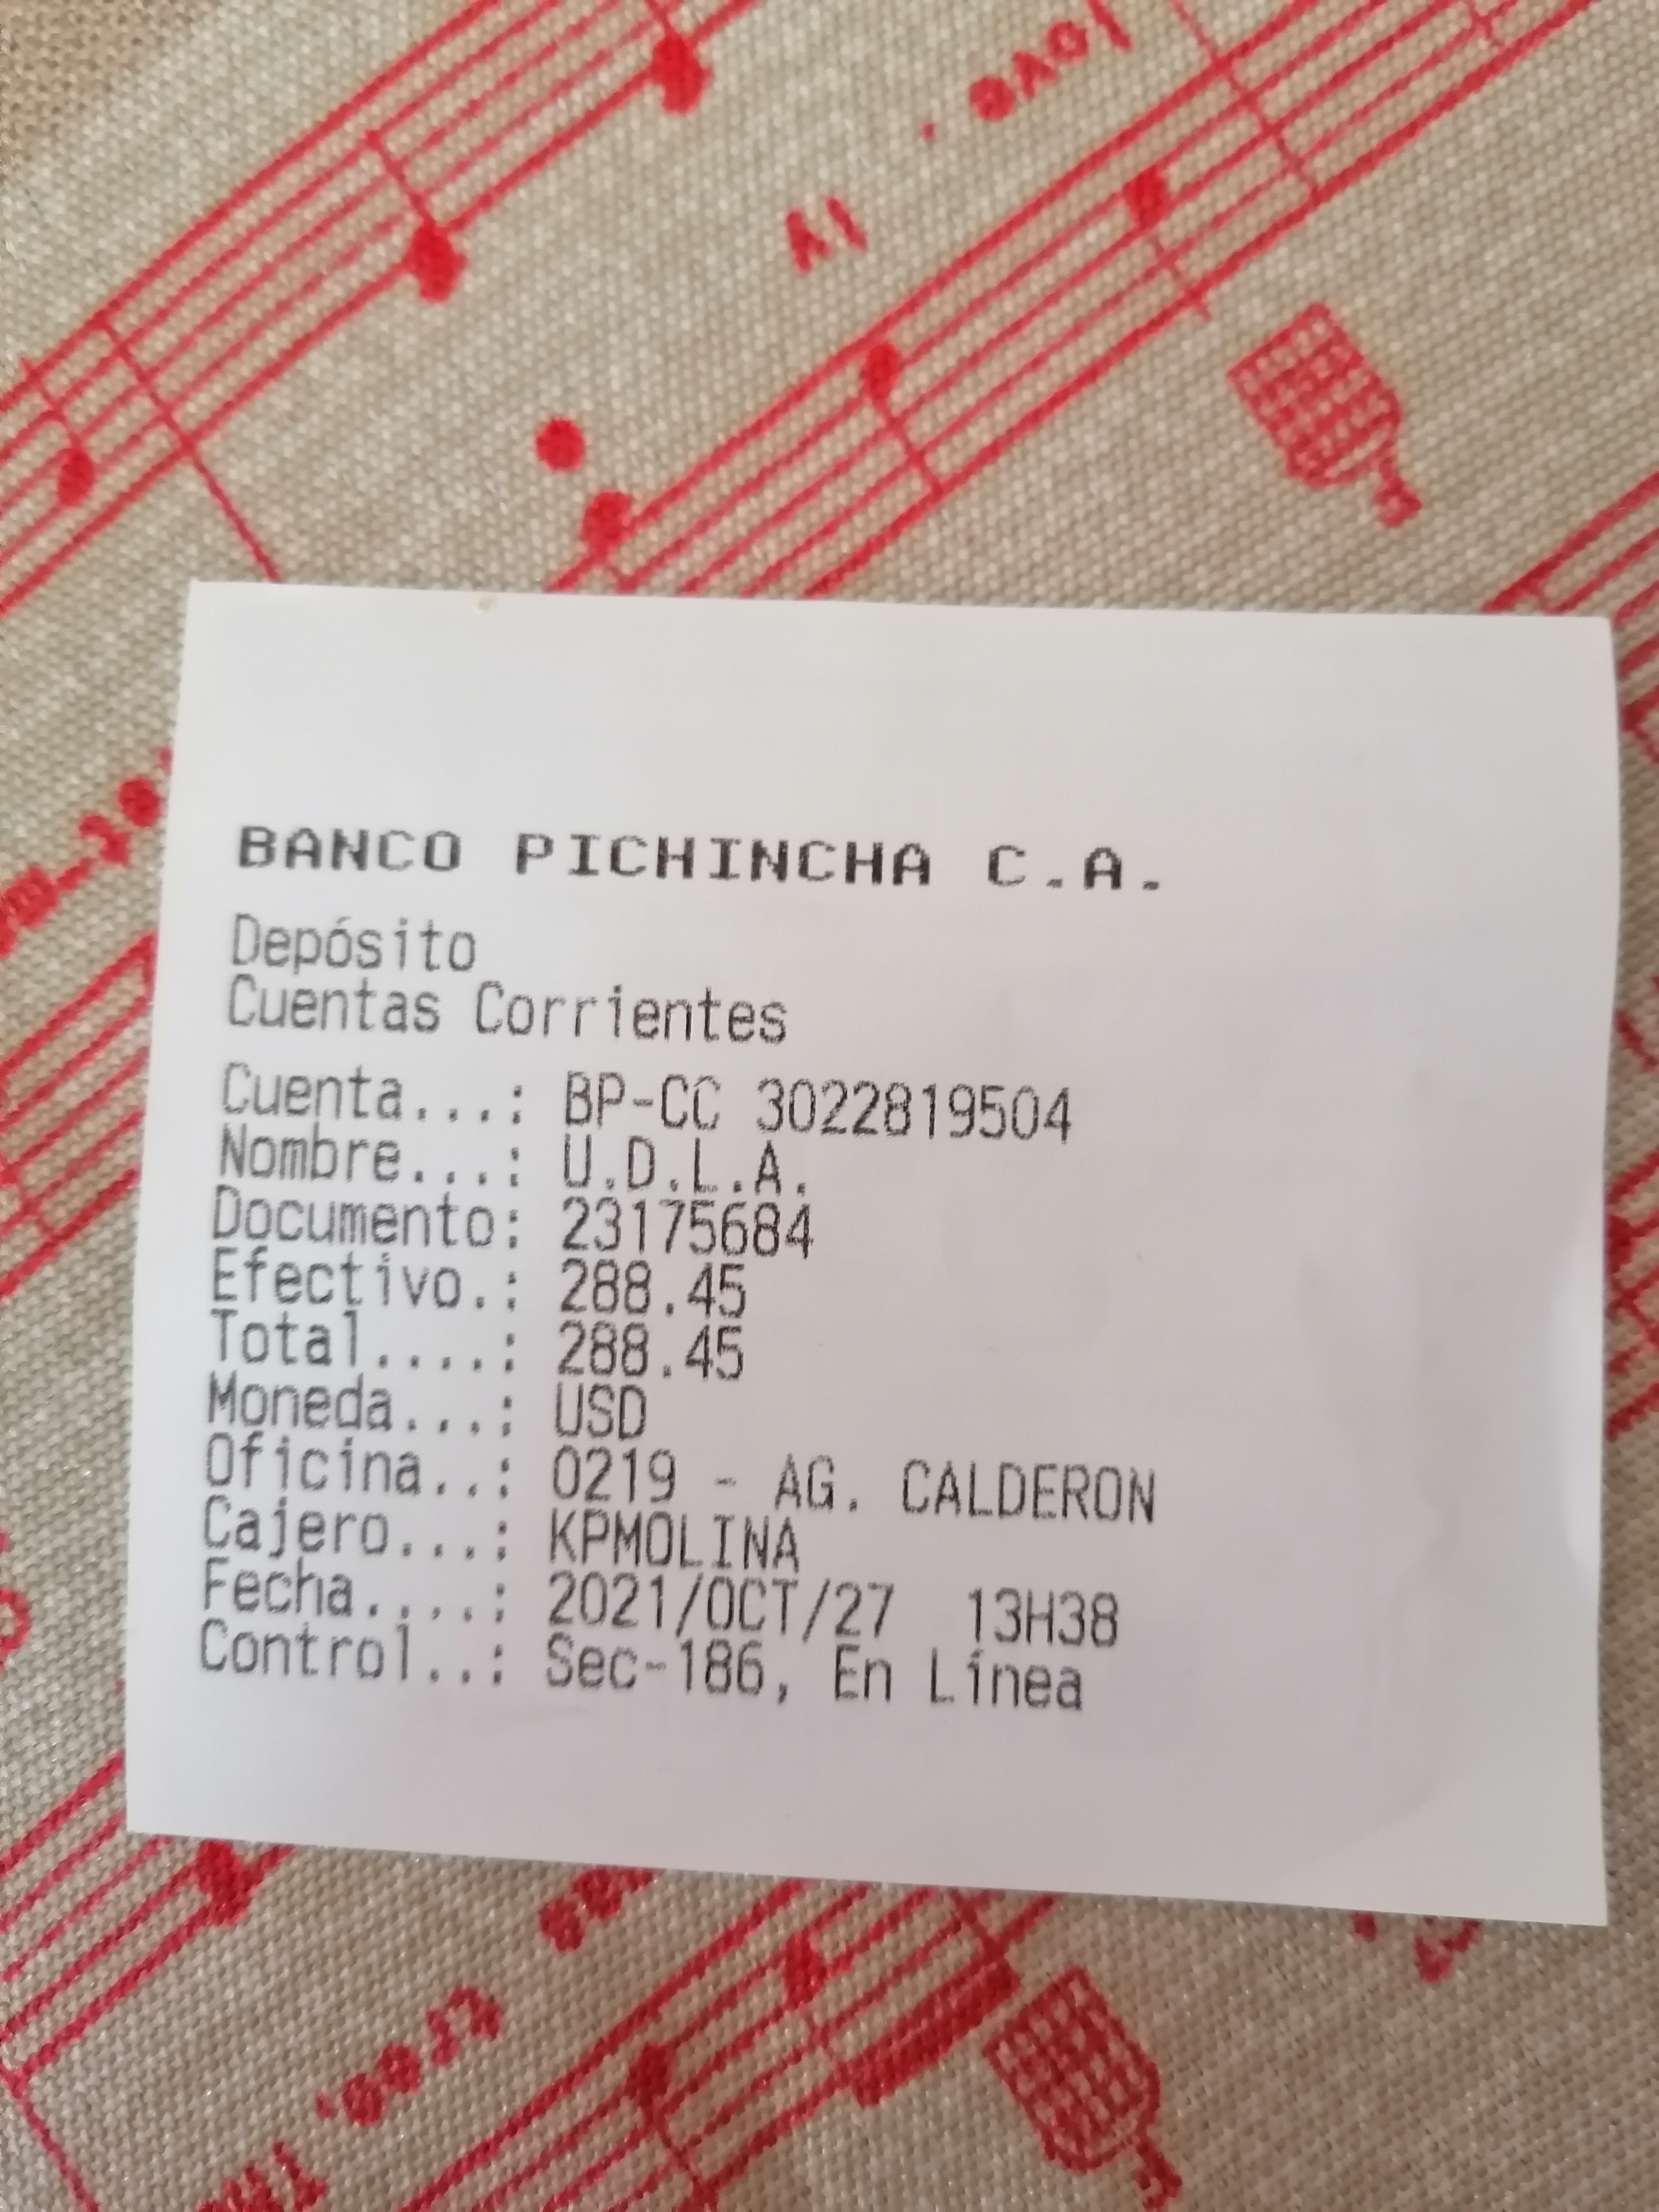 BANCO PICHINCHA C.A.
Depósito
Cuentas Corrientes
Cuenta...: BP-CC 3022819504
Nombre...: U.D.L.A.
Documento: 23175684
Efectivo.: 288.45
Total....: 288.45
Moneda...: USD
Oficina..: 0219 - AG. CALDERON
Cajero...: KPMOLINA
Fecha....: 2021/OCT/27 13H38
Control..: Sec-186, En Línea